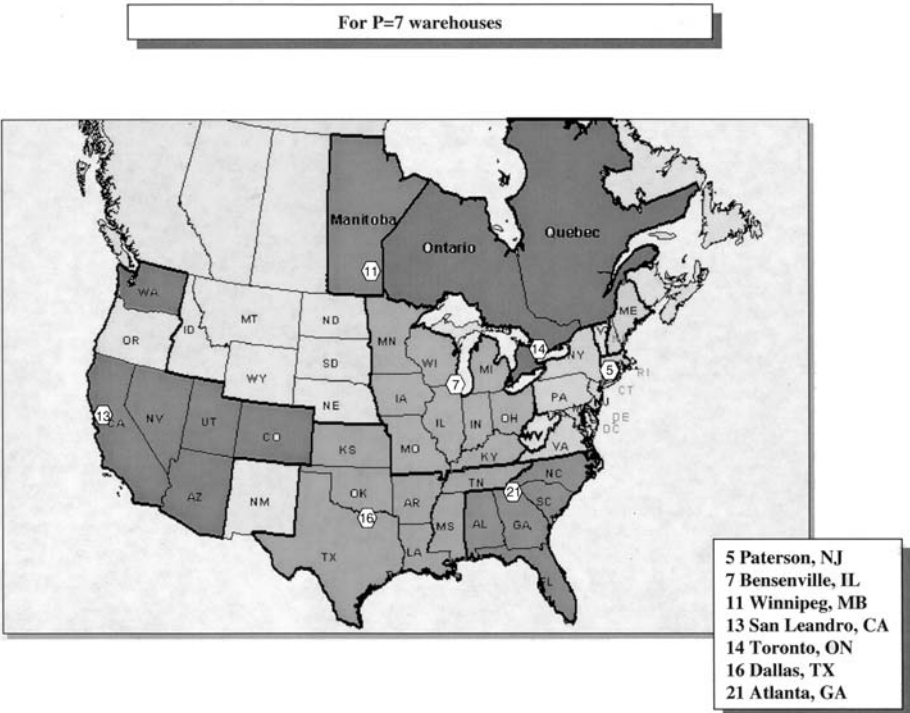 For P=7 warehouses
Manitoba
Ontario
Quebec
11
WA
MT
ND
MN
ME
OR
ID
SD
WI
MI
14
NY
WY
7
5
RI
CT
NE
IA
PA
NJ
13
CA
NV
UT
CO
IL
IN
OH
DE
DC
KS
MO
WV
KY
VA
AZ
NM
OK
AR
TN
NC
16
21
SC
TX
LA
MS
AL
GA
FL
5 Paterson, NJ
7 Bensenville, IL
11 Winnipeg, MB
13 San Leandro, CA
14 Toronto, ON
16 Dallas, TX
21 Atlanta, GA